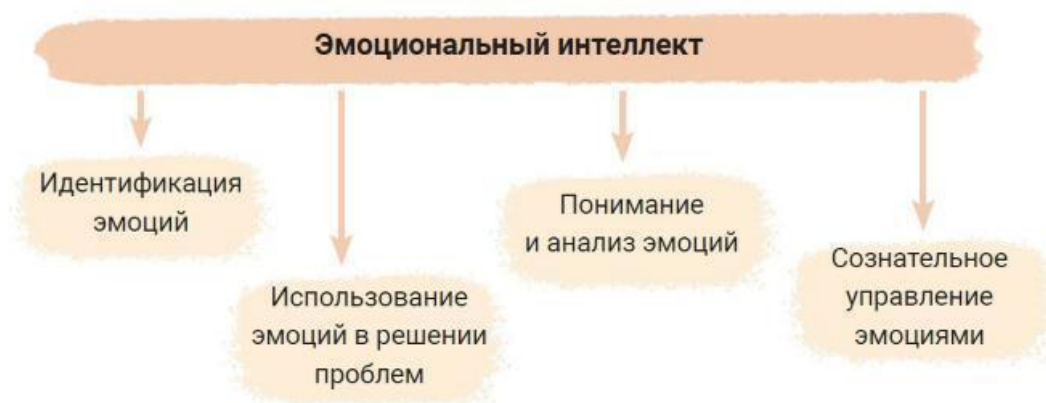 Эмоциональный интеллект
Идентификация
эмоций
Использование
эмоций в решении
проблем
Понимание
и анализ эмоций
Сознательное
управление
эмоциями